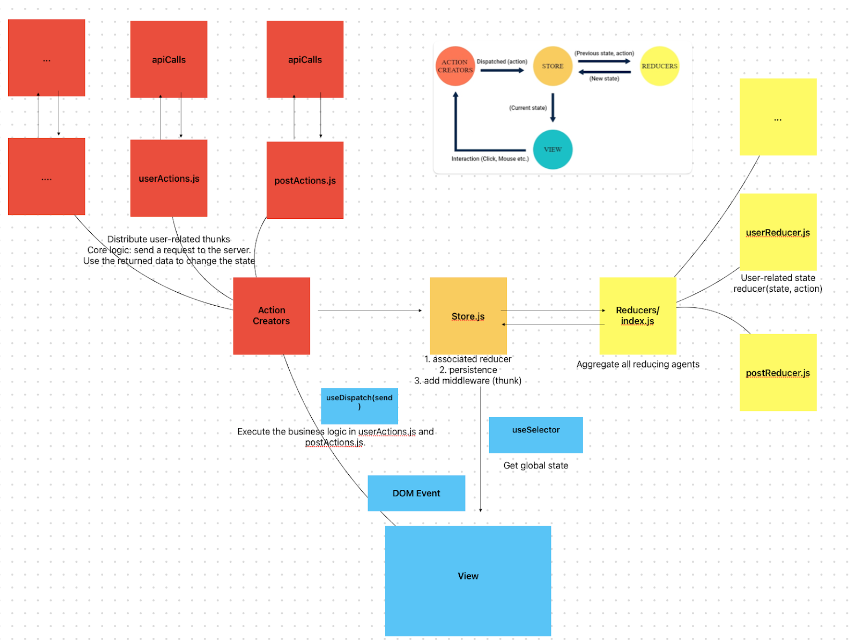 ...
apiCalls
apiCalls
....
userActions.js
postActions.js
Distribute user-related thunks
Core logic: send a request to the server.
Use the returned data to change the state
ACTION
CREATORS
Dispatched (action)
STORE
(Previous state, action)
(New state)
REDUCERS
(Current state)
VIEW
Interaction (Click, Mouse etc.)
...
userReducer.js
User-related state
reducer(state, action)
postReducer.js
Action
Creators
Store.js
1. associated reducer
2. persistence
3. add middleware (thunk)
Reducers/
index.js
Aggregate all reducing agents
useDispatch(send
)
Execute the business logic in userActions.js and
postActions.js.
useSelector
Get global state
DOM Event
View